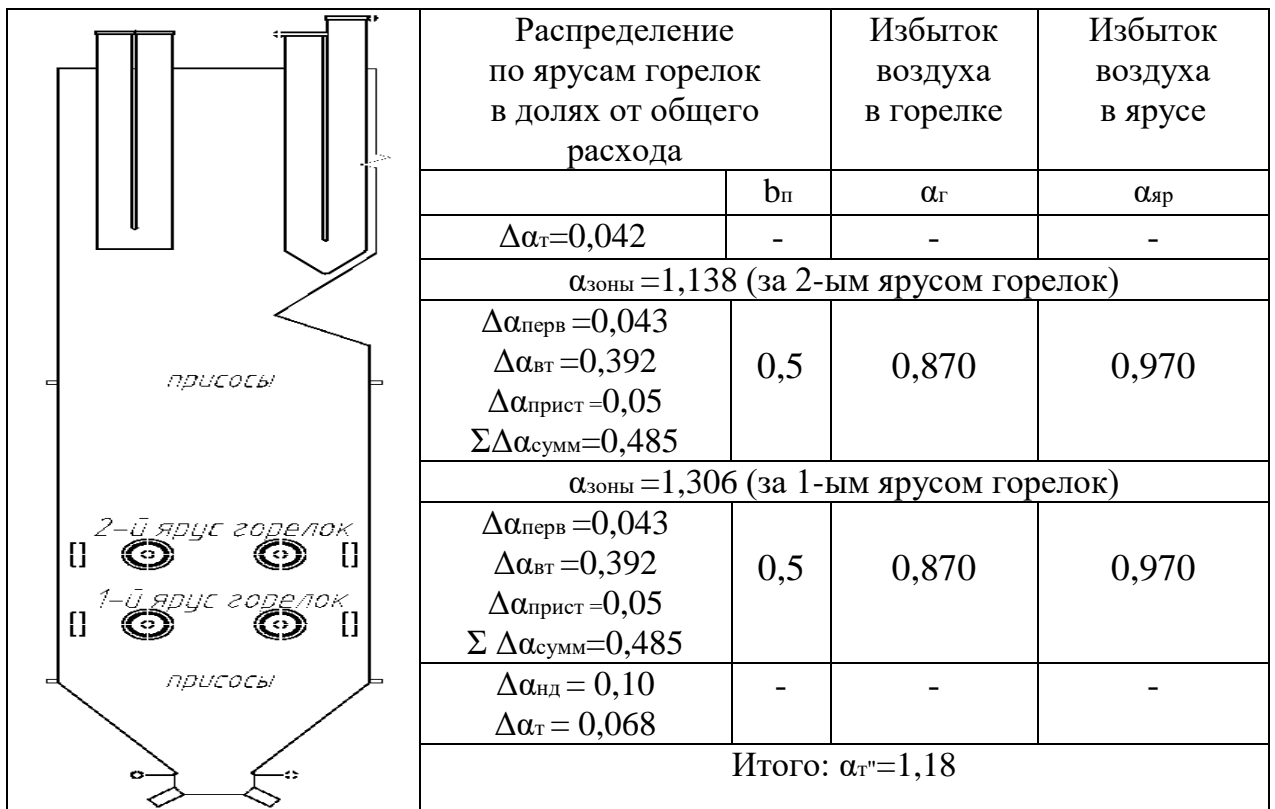 присосы
2-й ярус горелок
1-й ярус горелок
присосы
Распределение
по ярусам горелок
в долях от общего
расхода
Избыток
воздуха
в горелке
Избыток
воздуха
в ярусе
bп
αг
αяр
Δαт=0,042
-
-
-
αзоны =1,138 (за 2-ым ярусом горелок)
Δαперв =0,043
Δαвт =0,392
Δαприст =0,05
ΣΔαсумм=0,485
0,5
0,870
0,970
αзоны =1,306 (за 1-ым ярусом горелок)
Δαперв =0,043
Δαвт =0,392
Δαприст =0,05
Σ Δαсумм=0,485
0,5
0,870
0,970
Δαнд = 0,10
Δαт = 0,068
-
-
-
Итого: αт"=1,18